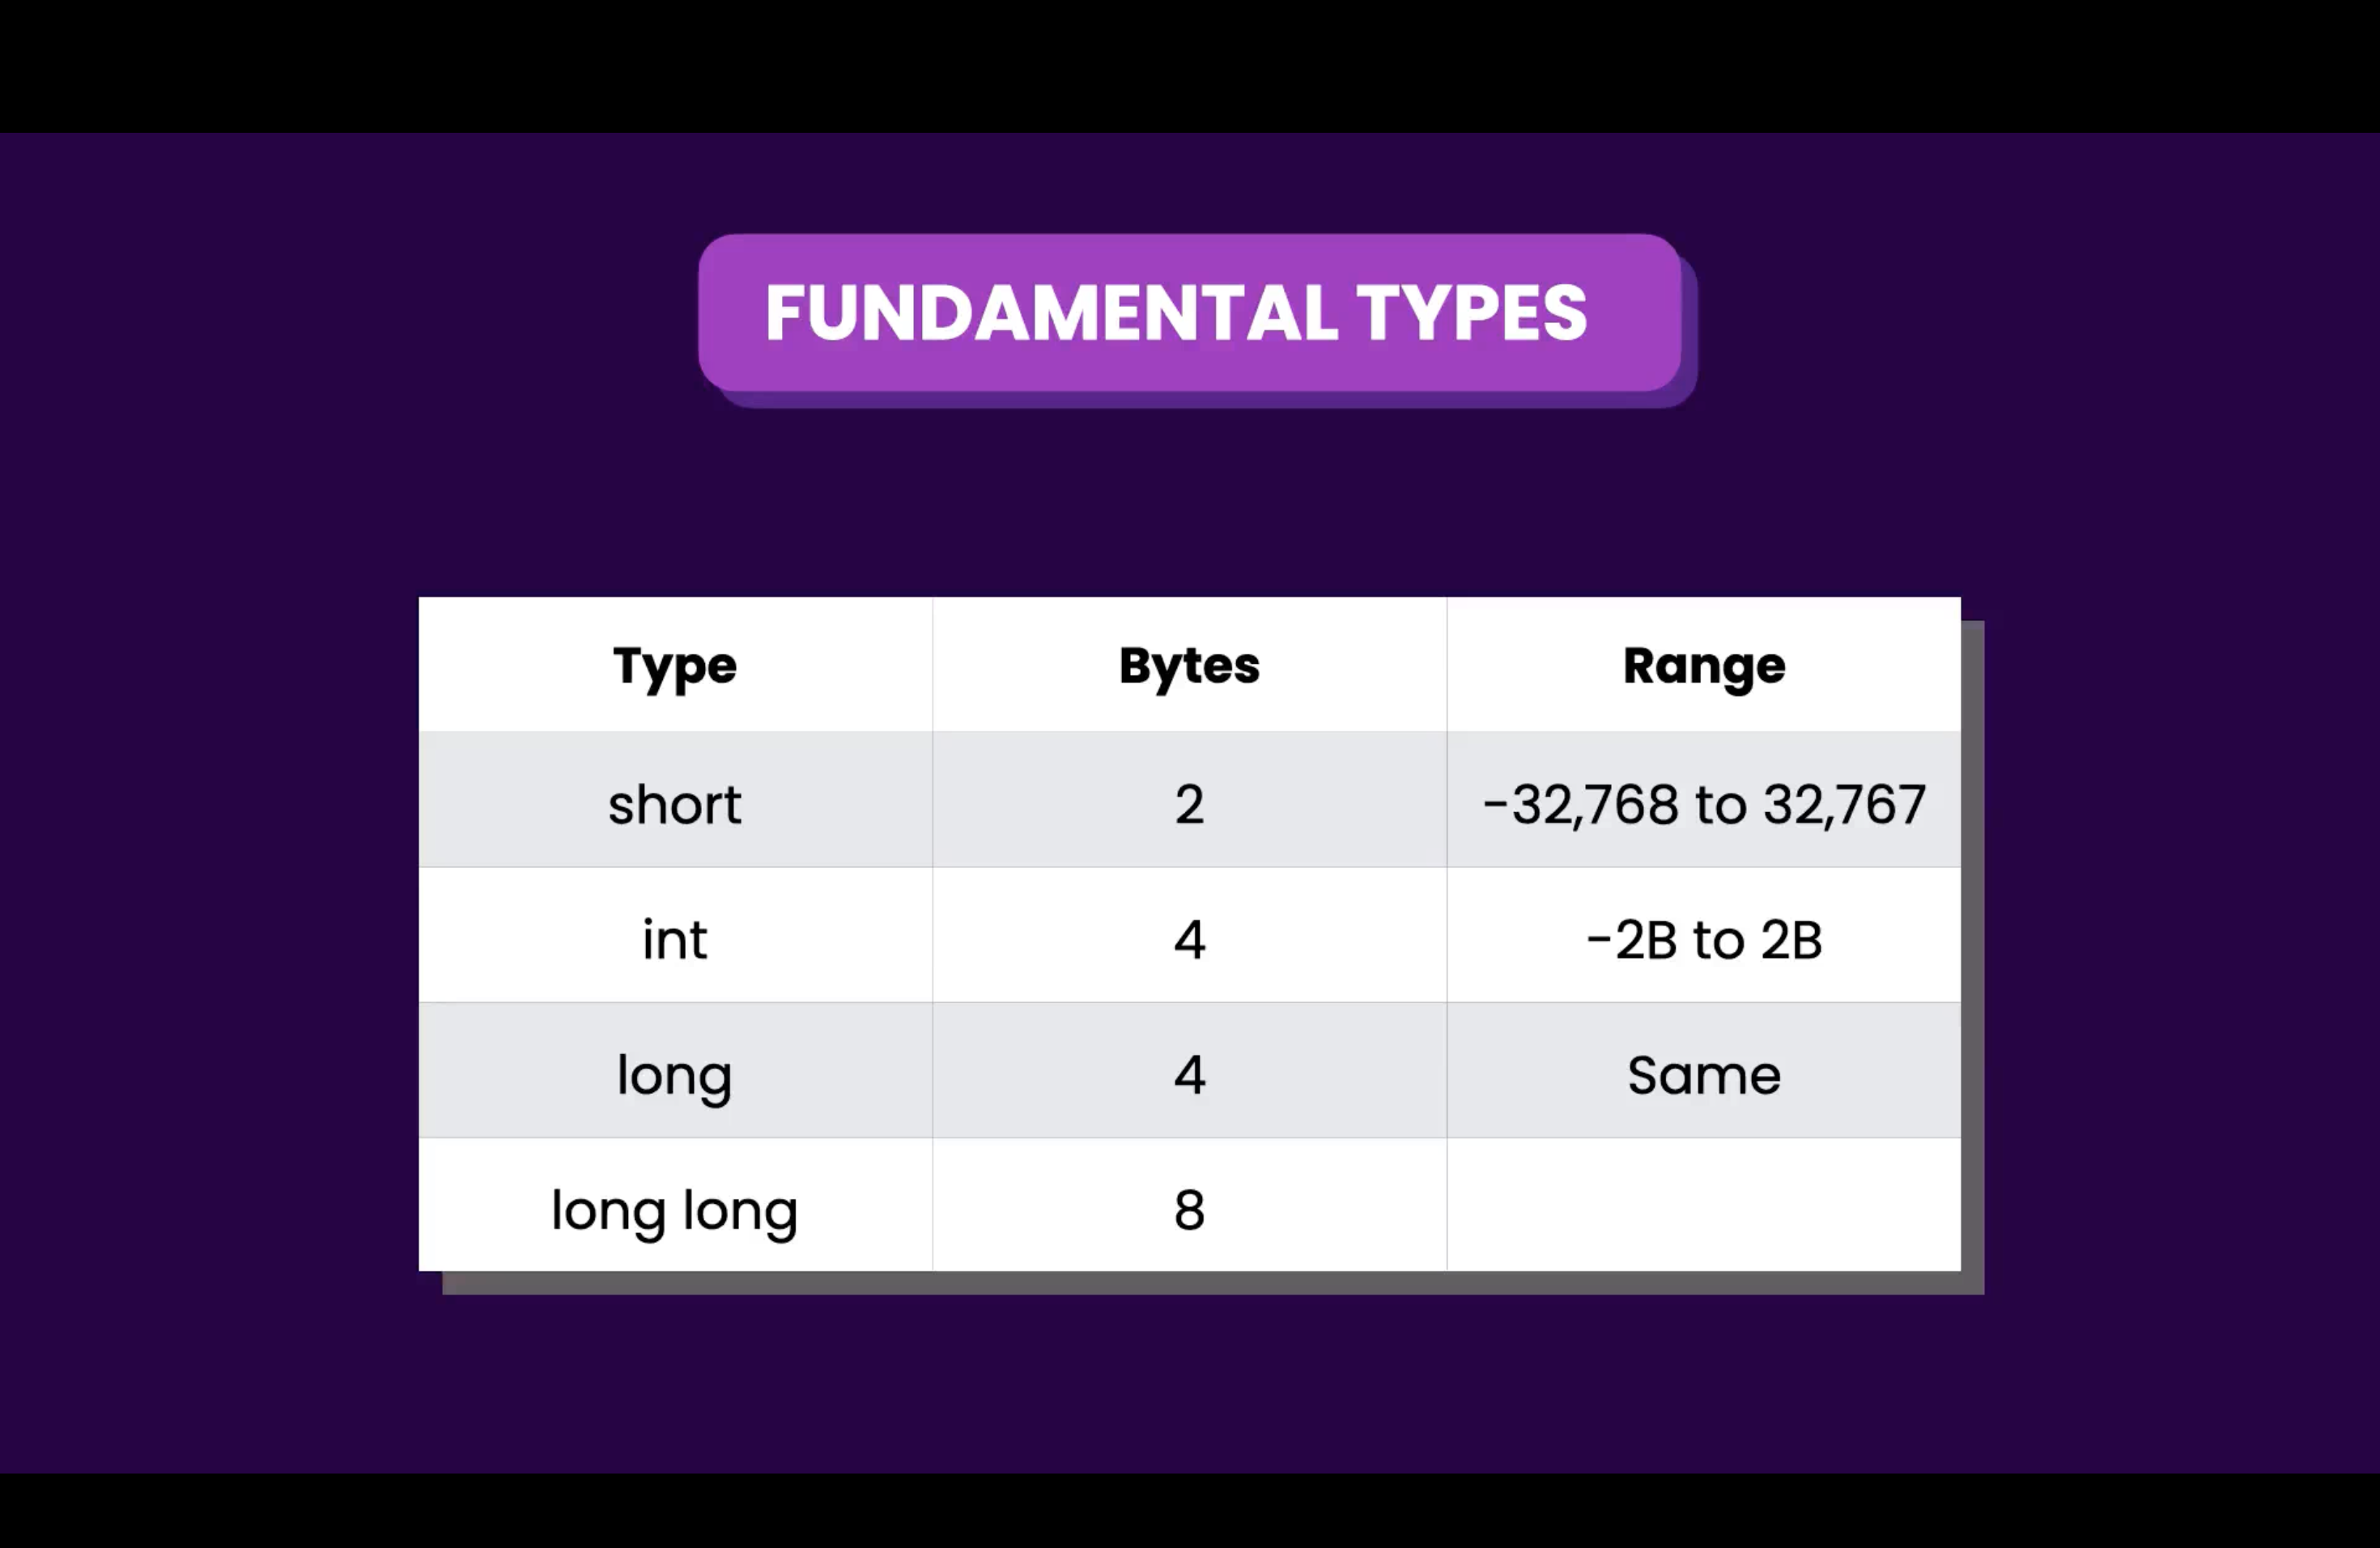 FUNDAMENTAL TYPES
Type Bytes Range
short 2 -32,768 to 32,767
int 4 -2B to 2B
long 4 Same
long long 8